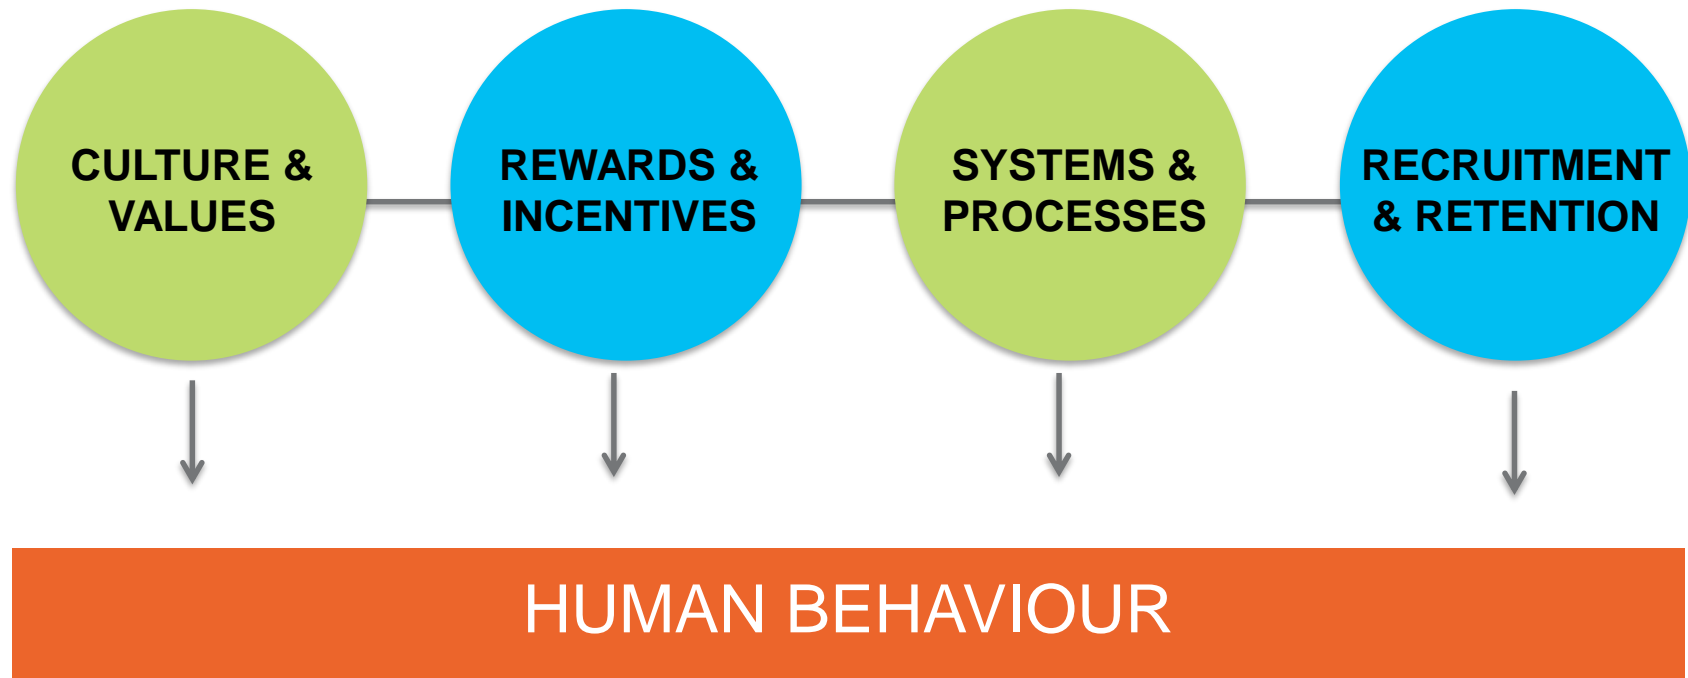 CULTURE &
VALUES
REWARDS &
INCENTIVES
SYSTEMS &
PROCESSES
RECRUITMENT
& RETENTION
HUMAN BEHAVIOUR